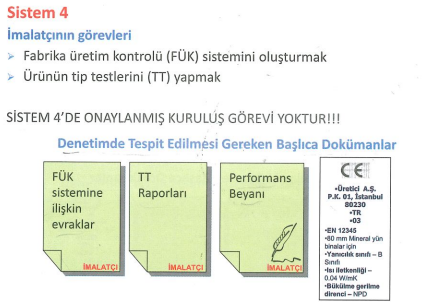 Sistem 4
İmalatçının görevleri
➢ Fabrika üretim kontrolü (FÜK) sistemini oluşturmak
➢ Ürünün tip testlerini (TT) yapmak
SİSTEM 4'DE ONAYLANMIŞ KURULUŞ GÖREVİ YOKTUR!!!
Denetimde Tespit Edilmesi Gereken Başlıca Dokümanlar
FÜK
sistemine
ilişkin
evraklar
İMALATÇI
TT
Raporları
İMALATÇI
Performans
Beyanı
İMALATÇI
CE
•Üretici A.Ş.
P.K. 01, İstanbul
80230
•TR
•03
•EN 12345
•80 mm Mineral yün
binalar için
•Yanıcılık sınıfı – B
Sınıfı
•Isı iletkenliği –
0.04 W/mK
•Bükülme gerilme
direnci – NPD